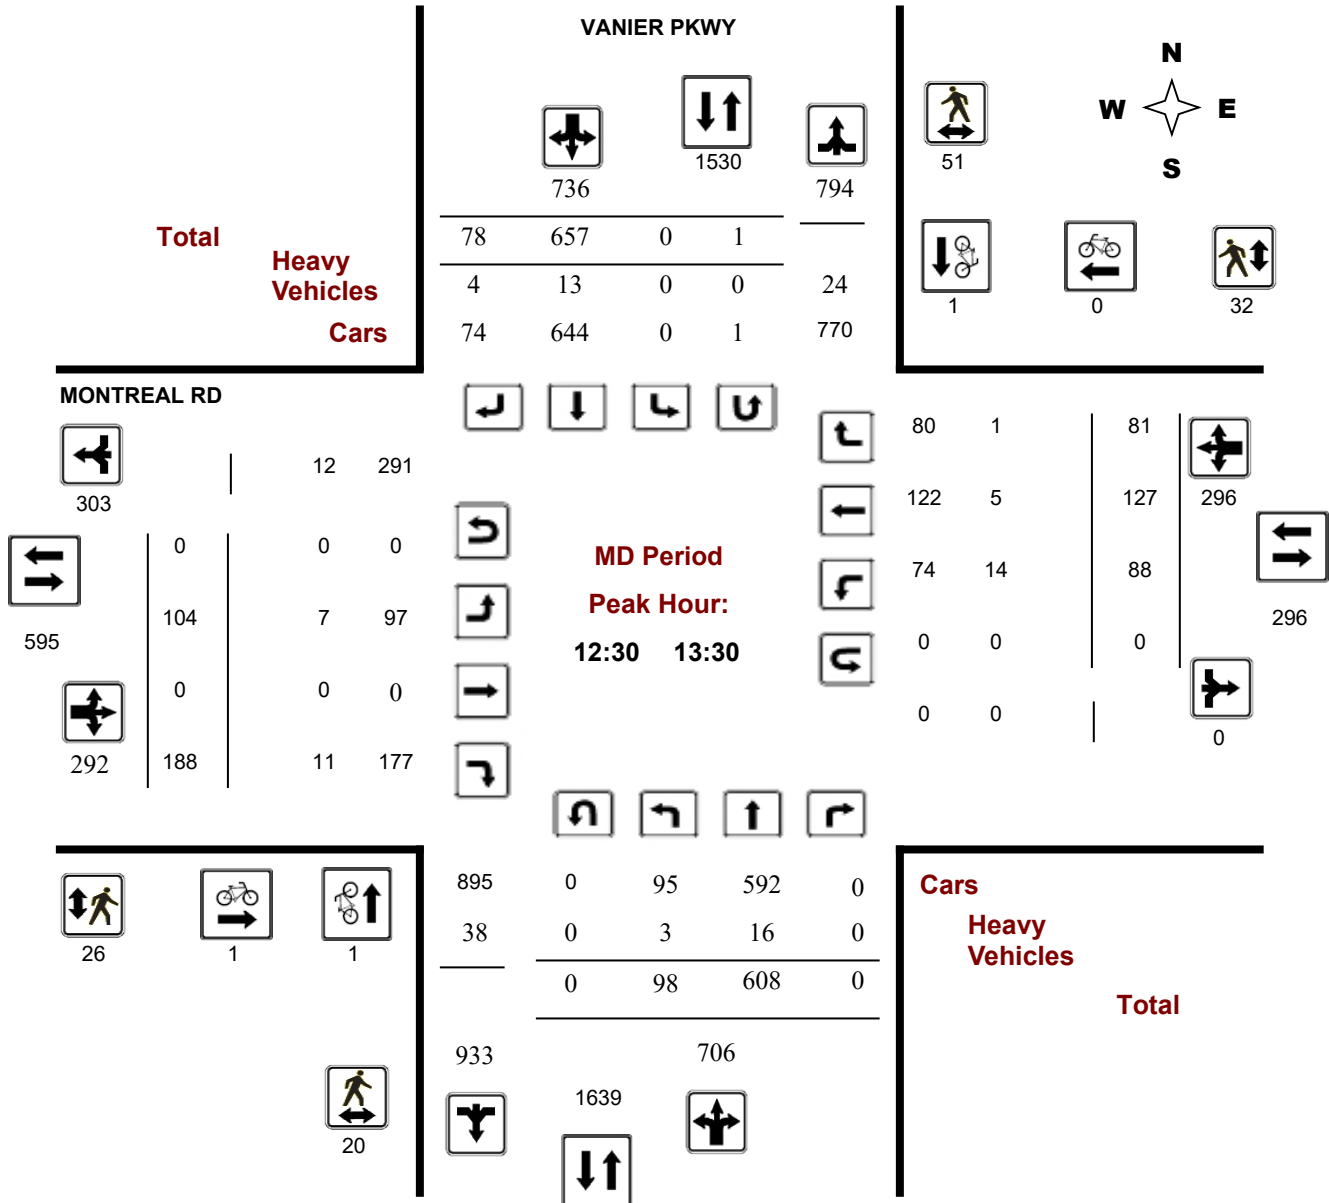 VANIER PKWY
N
W E
S
1530
51
736 794
Total
78 657 0 1
Heavy
Vehicles
4 13 0 0 24
1 0 32
Cars
74 644 0 1 770
MONTREAL RD
80 1 81
12 291
303
122 5 127 296
0 0 0
MD Period
74 14 88
104 7 97
Peak Hour:
296
595
12:30 13:30
0 0 0
0 0 0
0 0
0
292 188 11 177
895 0 95 592 0
Cars
38 0 3 16 0
Heavy
Vehicles
26 1 1
0 98 608 0
Total
933 706
1639
20